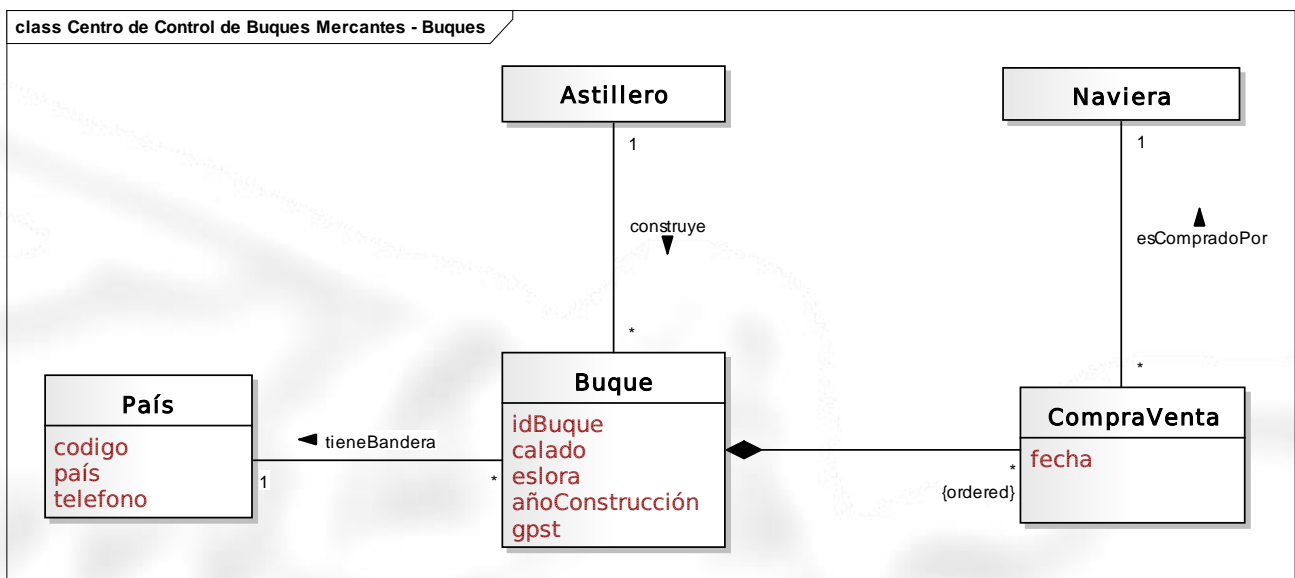 class Centro de Control de Buques Mercantes - Buques
Astillero
Naviera
1
1
construye
esCompradoPor
*
*
País
codigo
país
telefono
tieneBandera
1
*
Buque
idBuque
calado
eslora
añoConstrucción
gpst
*
{ordered}
CompraVenta
fecha